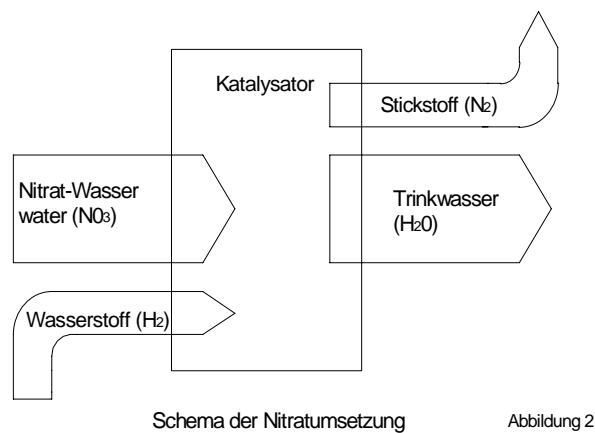 Katalysator
Stickstoff (N2)
Nitrat-Wasser
water (N03)
Trinkwasser
(H20)
Wasserstoff (H2)
Schema der Nitratumsetzung
Abbildung 2